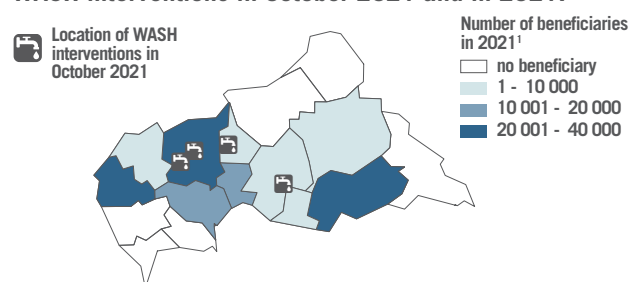 Location of WASH
interventions in
October 2021
Number of beneficiaries
in 2021¹
no beneficiary
1 - 10 000
10 001 - 20 000
20 001 - 40 000